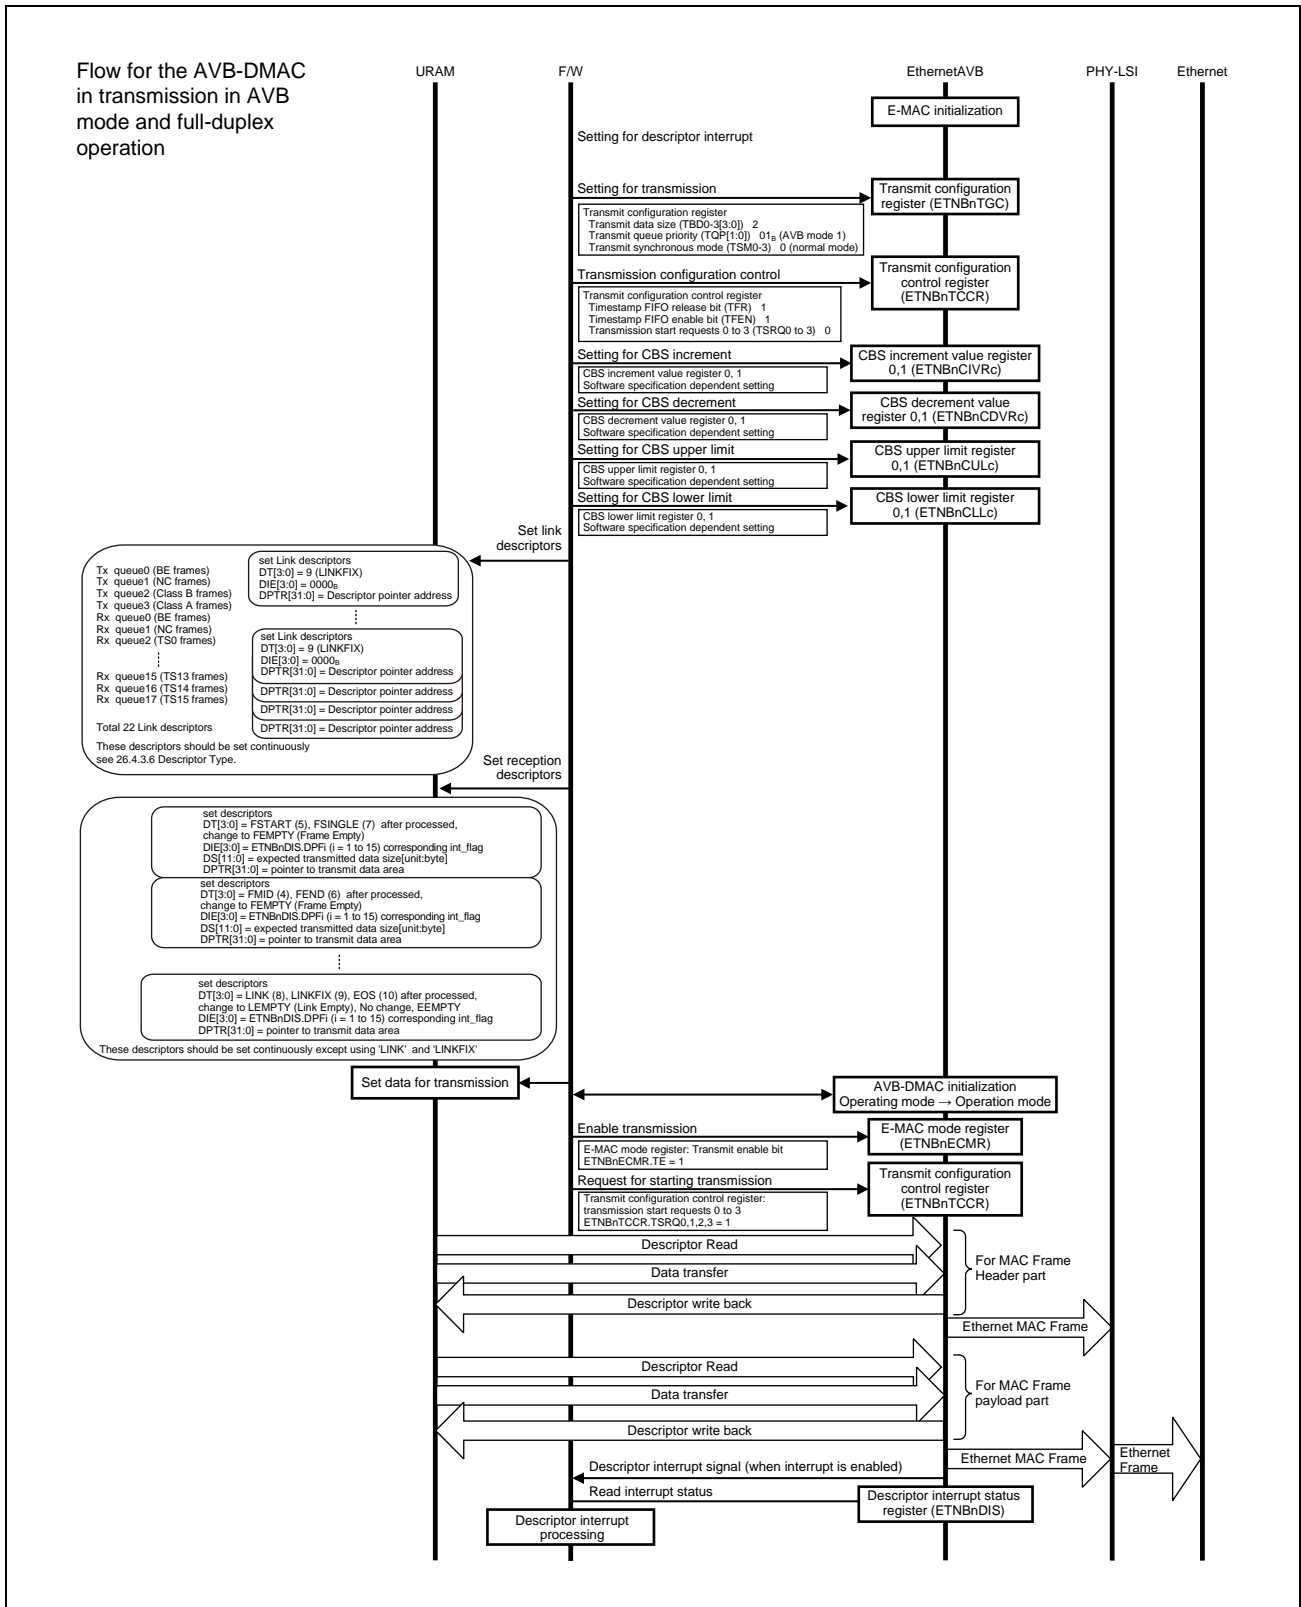 Flow for the AVB-DMAC
in transmission in AVB
mode and full-duplex
operation
URAM
F/W
EthernetAVB
PHY-LSI
Ethernet
E-MAC initialization
Setting for descriptor interrupt
Setting for transmission
Transmit configuration
register (ETNBnTGC)
Transmit configuration register
Transmit data size (TBD0-3[3:0]) 2
Transmit queue priority (TQP[1:0]) 01B (AVB mode 1)
Transmit synchronous mode (TSM0-3) 0 (normal mode)
Transmission configuration control
Transmit configuration
control register
(ETNBnTCCR)
Transmit configuration control register
Timestamp FIFO release bit (TFR) 1
Timestamp FIFO enable bit (TFEN) 1
Transmission start requests 0 to 3 (TSRQ0 to 3) 0
Setting for CBS increment
CBS increment value register
0,1 (ETNBnCIVRc)
CBS increment value register 0, 1
Software specification dependent setting
Setting for CBS decrement
CBS decrement value
register 0,1 (ETNBnCDVRc)
CBS decrement value register 0, 1
Software specification dependent setting
Setting for CBS upper limit
CBS upper limit register
0,1 (ETNBnCULc)
CBS upper limit register 0, 1
Software specification dependent setting
Setting for CBS lower limit
CBS lower limit register
0,1 (ETNBnCLLc)
CBS lower limit register 0, 1
Software specification dependent setting
Set link
descriptors
Tx queue0 (BE frames)
Tx queue1 (NC frames)
Tx queue2 (Class B frames)
Tx queue3 (Class A frames)
Rx queue0 (BE frames)
Rx queue1 (NC frames)
Rx queue2 (TS0 frames)
Rx queue15 (TS13 frames)
Rx queue16 (TS14 frames)
Rx queue17 (TS15 frames)
Total 22 Link descriptors
These descriptors should be set continuously
see 26.4.3.6 Descriptor Type.
set Link descriptors
DT[3:0] = 9 (LINKFIX)
DIE[3:0] = 0000B
DPTR[31:0] = Descriptor pointer address
set Link descriptors
DT[3:0] = 9 (LINKFIX)
DIE[3:0] = 0000B
DPTR[31:0] = Descriptor pointer address
DPTR[31:0] = Descriptor pointer address
DPTR[31:0] = Descriptor pointer address
DPTR[31:0] = Descriptor pointer address
Set reception
descriptors
set descriptors
DT[3:0] = FSTART (5), FSINGLE (7) after processed,
change to FEMPTY (Frame Empty)
DIE[3:0] = ETNBnDIS.DPFi (i = 1 to 15) corresponding int_flag
DS[11:0] = expected transmitted data size[unit:byte]
DPTR[31:0] = pointer to transmit data area
set descriptors
DT[3:0] = FMID (4), FEND (6) after processed,
change to FEMPTY (Frame Empty)
DIE[3:0] = ETNBnDIS.DPFi (i = 1 to 15) corresponding int_flag
DS[11:0] = expected transmitted data size[unit:byte]
DPTR[31:0] = pointer to transmit data area
set descriptors
DT[3:0] = LINK (8), LINKFIX (9), EOS (10) after processed,
change to LEMPTY (Link Empty), No change, EEMPTY
DIE[3:0] = ETNBnDIS.DPFi (i = 1 to 15) corresponding int_flag
DPTR[31:0] = pointer to transmit data area
These descriptors should be set continuously except using 'LINK' and 'LINKFIX'
Set data for transmission
AVB-DMAC initialization
Operating mode → Operation mode
Enable transmission
E-MAC mode register
(ETNBnECMR)
E-MAC mode register: Transmit enable bit
ETNBnECMR.TE = 1
Request for starting transmission
Transmit configuration
control register
(ETNBnTCCR)
Transmit configuration control register:
transmission start requests 0 to 3
ETNBnTCCR.TSRQ0,1,2,3 = 1
Descriptor Read
Data transfer
Descriptor write back
For MAC Frame
Header part
Ethernet MAC Frame
Descriptor Read
Data transfer
Descriptor write back
For MAC Frame
payload part
Ethernet MAC Frame
Ethernet
Frame
Descriptor interrupt signal (when interrupt is enabled)
Read interrupt status
Descriptor interrupt status
register (ETNBnDIS)
Descriptor interrupt
processing